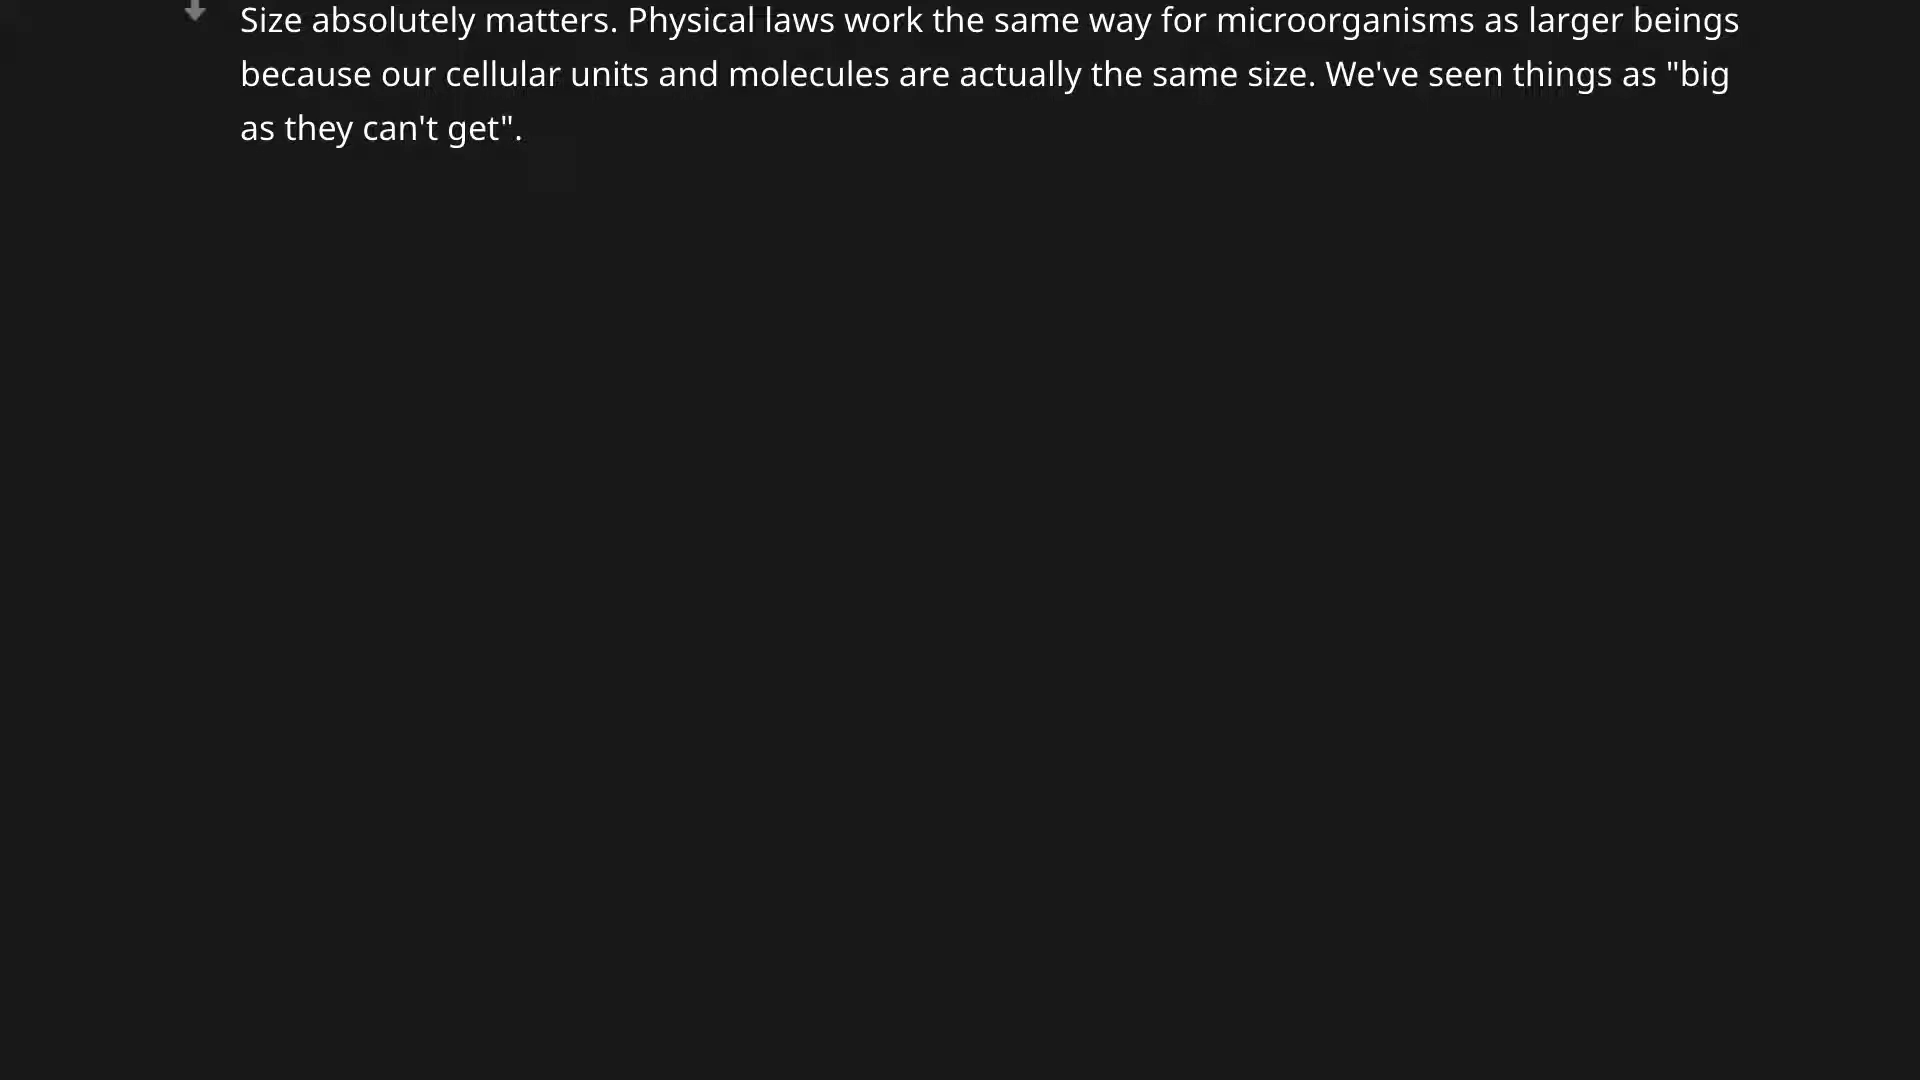 Size absolutely matters. Physical laws work the same way for microorganisms as larger beings
because our cellular units and molecules are actually the same size. We've seen things as "big
as they can't get".